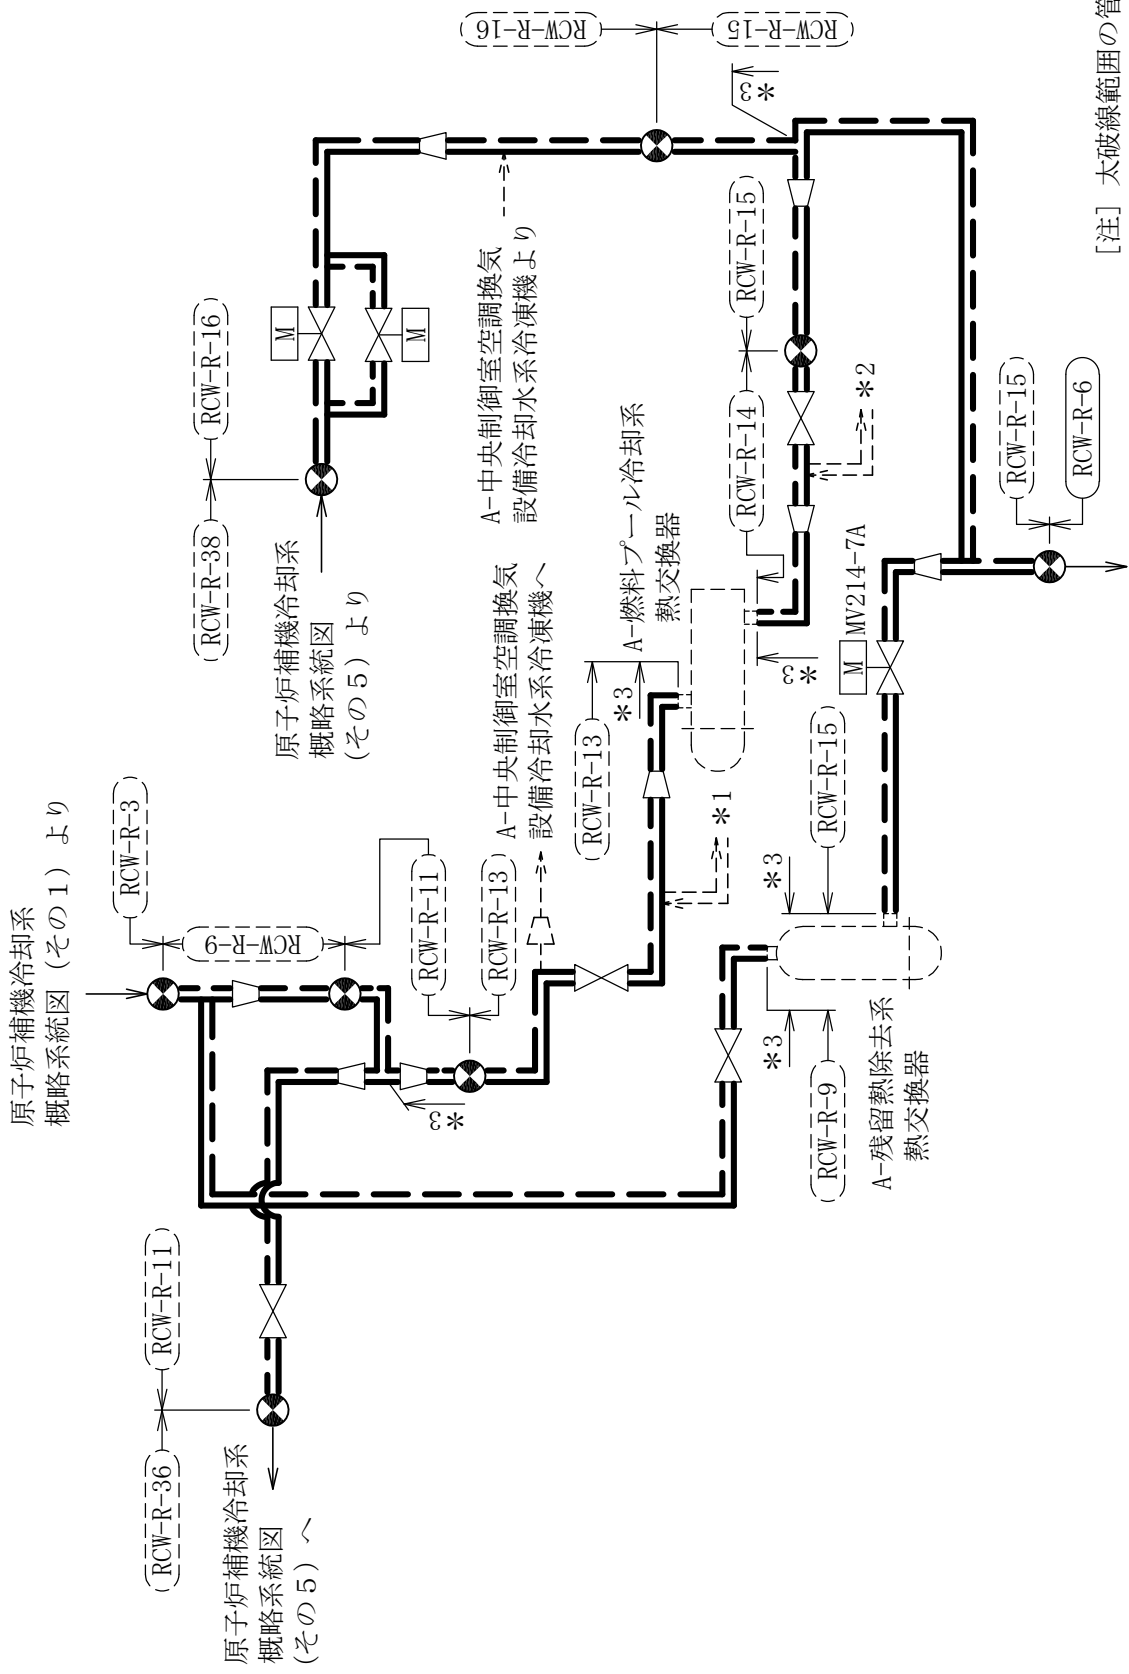 原子炉補機冷却系
概略系統図（その１）より
RCW-R-3
RCW-R-9
RCW-R-11
RCW-R-13
RCW-R-36
RCW-R-11
原子炉補機冷却系
概略系統図
(その５) へ
＊3
A-中央制御室空調換気
設備冷却水系冷凍機へ
RCW-R-38
RCW-R-16
原子炉補機冷却系
概略系統図
(その５) より
M
M
A-中央制御室空調換気
設備冷却水系冷凍機より
RCW-R-16
RCW-R-15
＊3
RCW-R-13
＊3
A-燃料プール冷却系
熱交換器
＊1
＊3
RCW-R-14
RCW-R-15
＊2
RCW-R-9
＊3
＊3
RCW-R-15
A-残留熱除去系
熱交換器
M
MV214-7A
RCW-R-15
RCW-R-6
[注] 太破線範囲の管